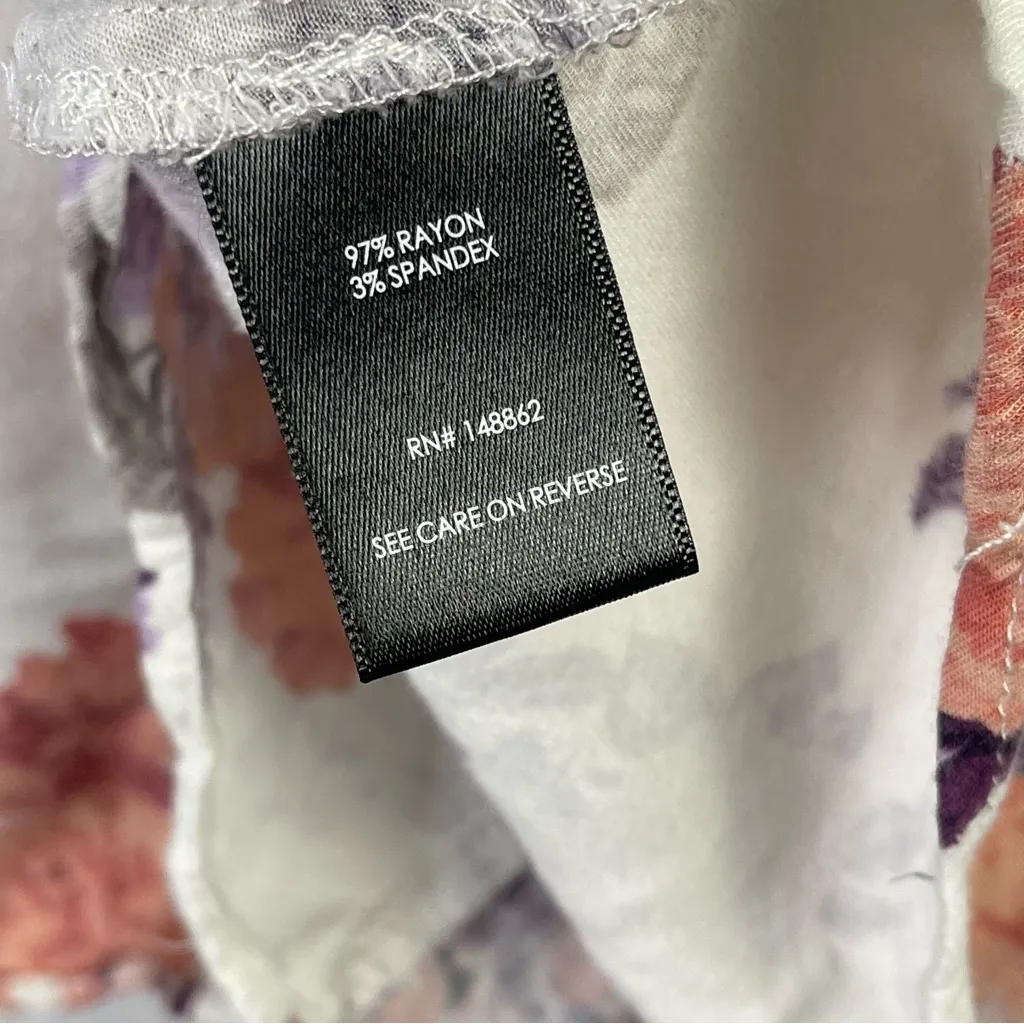 97% RAYON
3% SPANDEX
RN# 148862
SEE CARE ON REVERSE